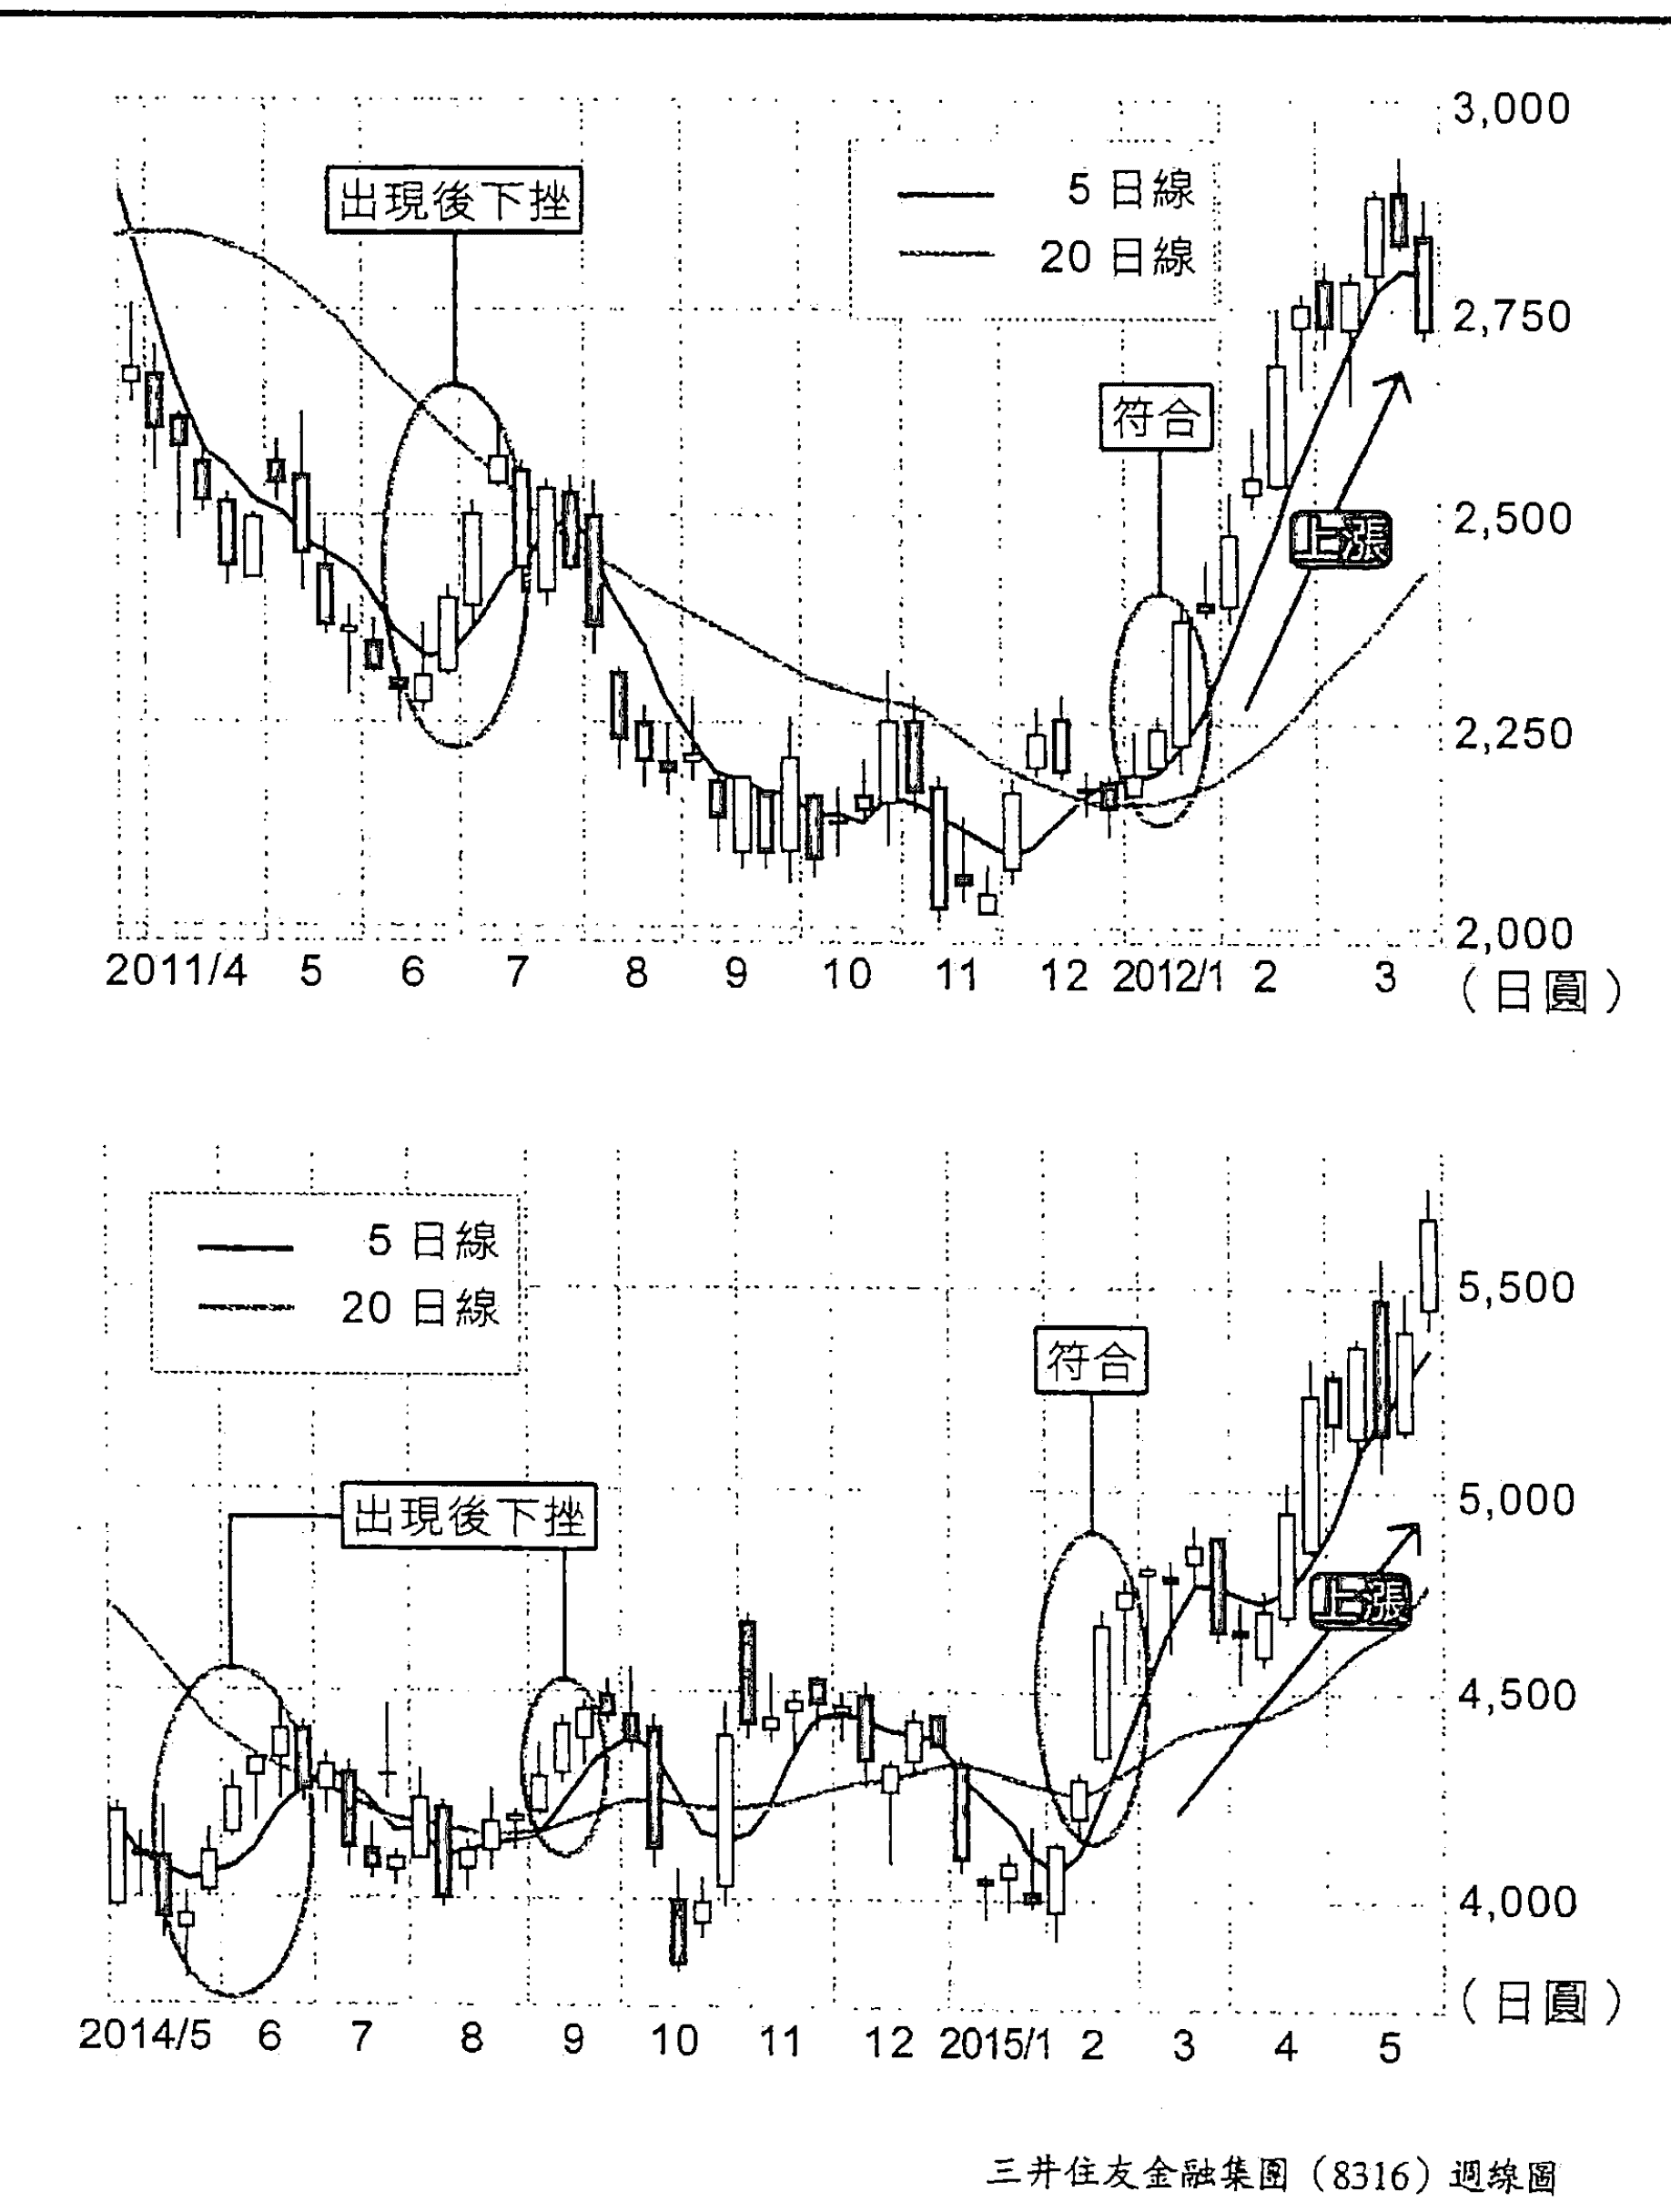 3,000
出現後下挫
5 日線
20 日線
2,750
符合
2,500
上漲
2,250
2,000
2011/4 5 6 7 8 9 10 11 12 2012/1 2 3
(日圓)
5 日線
20 日線
5,500
符合
出現後下挫
5,000
上漲
4,500
4,000
(日圓)
2014/5 6 7 8 9 10 11 12 2015/1 2 3 4 5
三井住友金融集團（8316）週線圖